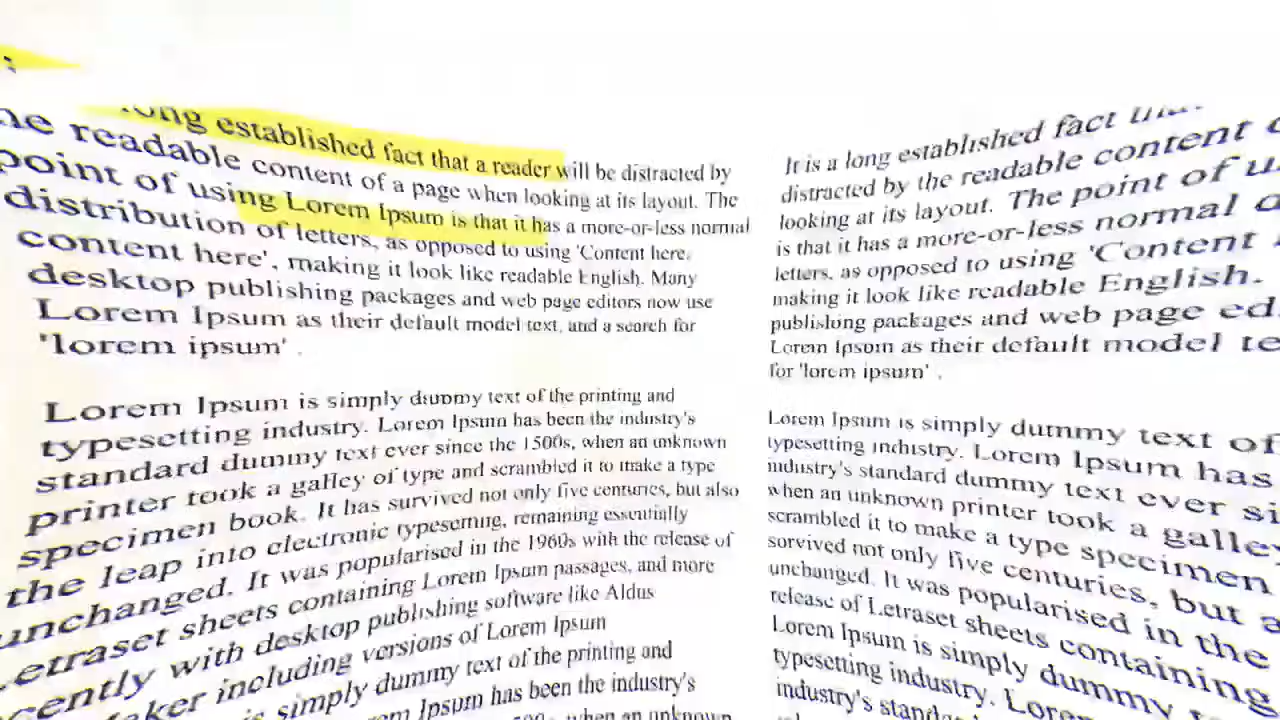 long established fact that a reader will be distracted by
readable content of a page when looking at its layout. The
point of using Lorem Ipsum is that it has a more-or-less normal
distribution of letters, as opposed to using 'Content here,
content here', making it look like readable English. Many
desktop publishing packages and web page editors now use
Lorem Ipsum as their default model text, and a search for
'lorem ipsum' .
Lorem Ipsum is simply dummy text of the printing and
typesetting industry. Lorem Ipsum has been the industry's
standard dummy text ever since the 1500s, when an unknown
printer took a galley of type and scrambled it to make a type
specimen book. It has survived not only five centuries, but also
the leap into electronic typesetting, remaining essentially
unchanged. It was popularised in the 1960s with the release of
etraset sheets containing Lorem Ipsum passages, and more
cently with desktop publishing software like Aldus
aker including versions of Lorem Ipsum
is simply dummy text of the printing and
Ipsum has been the industry's
when an unknown
It is a long established fact
distracted by the readable content
looking at its layout. The point of
is that it has a more-or-less normal
letters, as opposed to using 'Content
making it look like readable English.
publishing packages and web page ed
Lorem Ipsum as their default model te
for 'lorem ipsum' .
Lorem Ipsum is simply dummy text of
typesetting industry. Lorem Ipsum has
industry's standard dummy text ever si
when an unknown printer took a galley
scrambled it to make a type specimen
survived not only five centuries, but a
unchanged. It was popularised in the
release of Letraset sheets containing
Lorem Ipsum is simply dummy
typesetting industry. Lorem
industry's